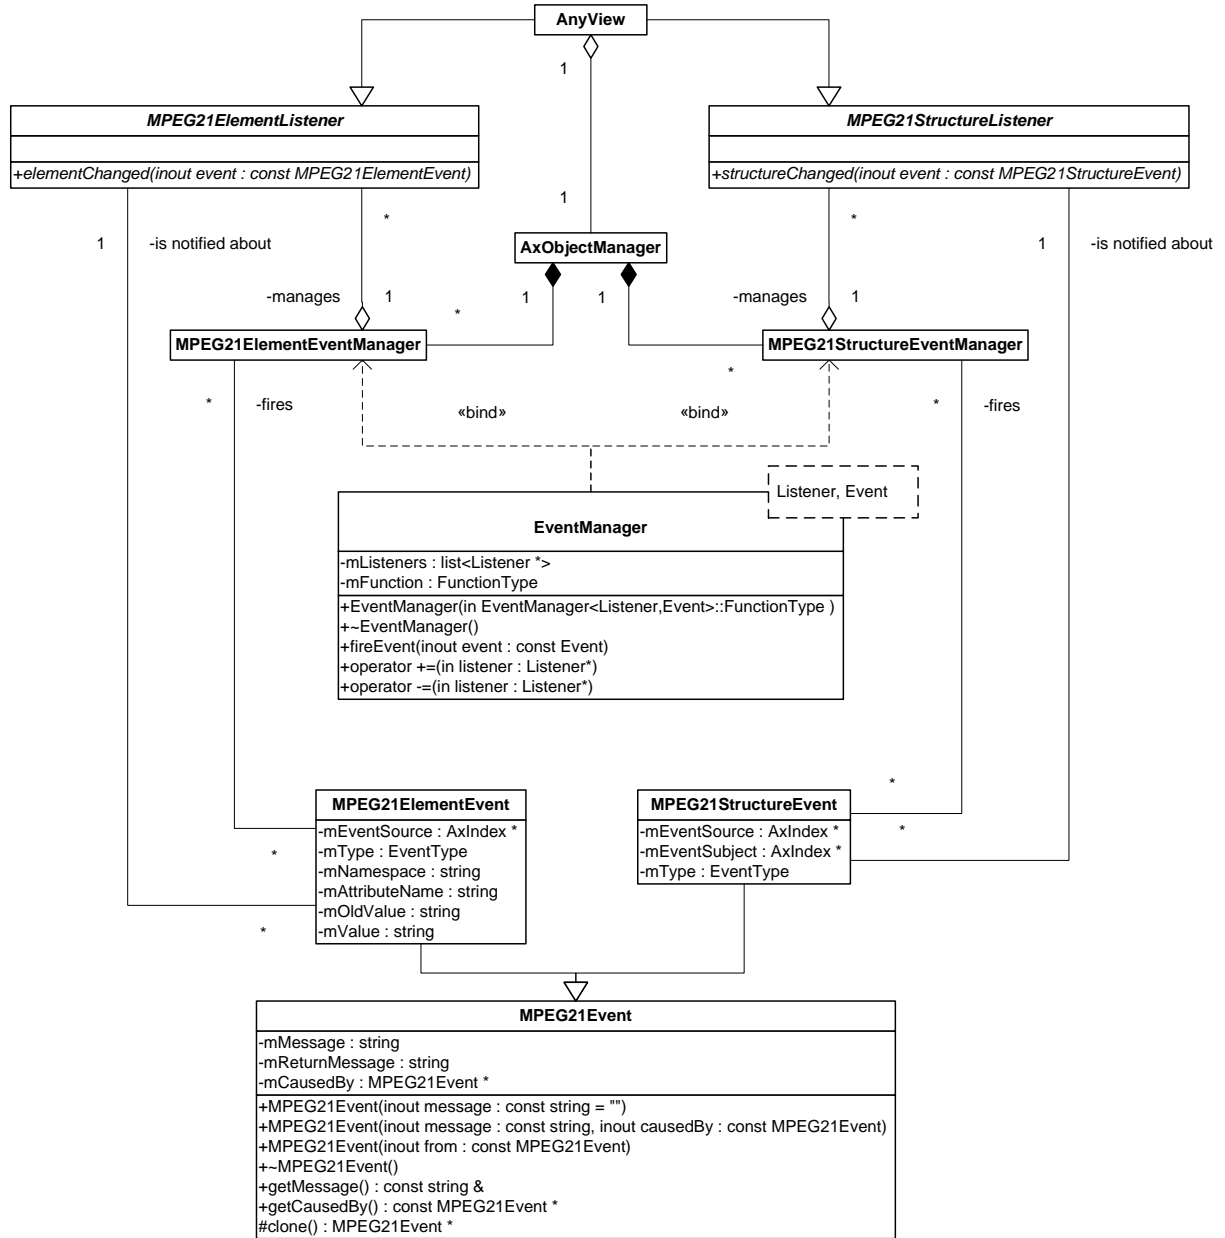 AnyView
1
MPEG21ElementListener
+elementChanged(inout event : const MPEG21ElementEvent)
MPEG21StructureListener
+structureChanged(inout event : const MPEG21StructureEvent)
1
*
*
1
-is notified about
1
-is notified about
AxObjectManager
-manages
1
1
1
-manages
1
*
MPEG21ElementEventManager
MPEG21StructureEventManager
*
*
-fires
«bind»
«bind»
*
-fires
Listener, Event
EventManager
-mListeners : list<Listener *>
-mFunction : FunctionType
+EventManager(in EventManager<Listener,Event>::FunctionType )
+~EventManager()
+fireEvent(inout event : const Event)
+operator +=(in listener : Listener*)
+operator -=(in listener : Listener*)
MPEG21ElementEvent
-mEventSource : AxIndex *
-mType : EventType
-mNamespace : string
-mAttributeName : string
-mOldValue : string
-mValue : string
*
*
MPEG21StructureEvent
-mEventSource : AxIndex *
-mEventSubject : AxIndex *
-mType : EventType
*
*
MPEG21Event
-mMessage : string
-mReturnMessage : string
-mCausedBy : MPEG21Event *
+MPEG21Event(inout message : const string = "")
+MPEG21Event(inout message : const string, inout causedBy : const MPEG21Event)
+MPEG21Event(inout from : const MPEG21Event)
+~MPEG21Event()
+getMessage() : const string &
+getCausedBy() : const MPEG21Event *
#clone() : MPEG21Event *